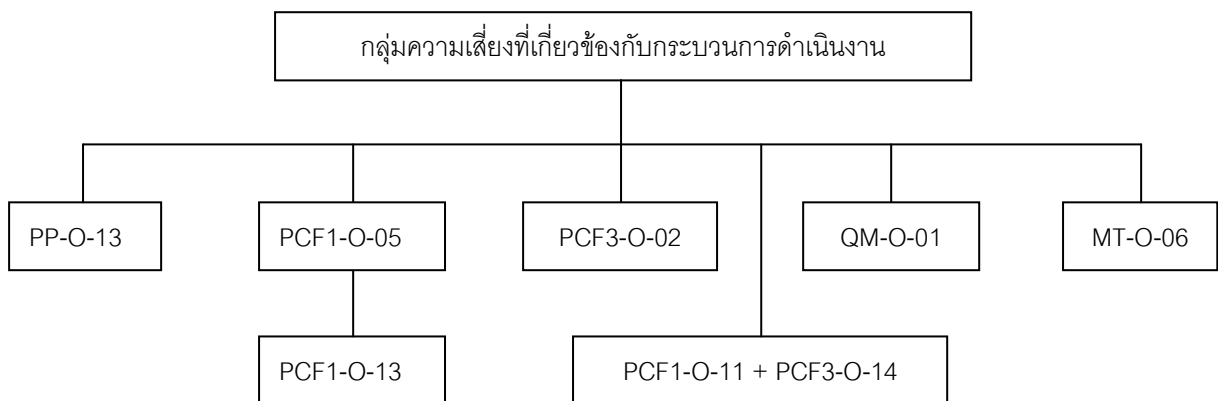 กลุ่มความเสี่ยงที่เกี่ยวข้องกับกระบวนการดำเนินงาน
PP-O-13
PCF1-O-05
PCF3-O-02
QM-O-01
MT-O-06
PCF1-O-13
PCF1-O-11 + PCF3-O-14